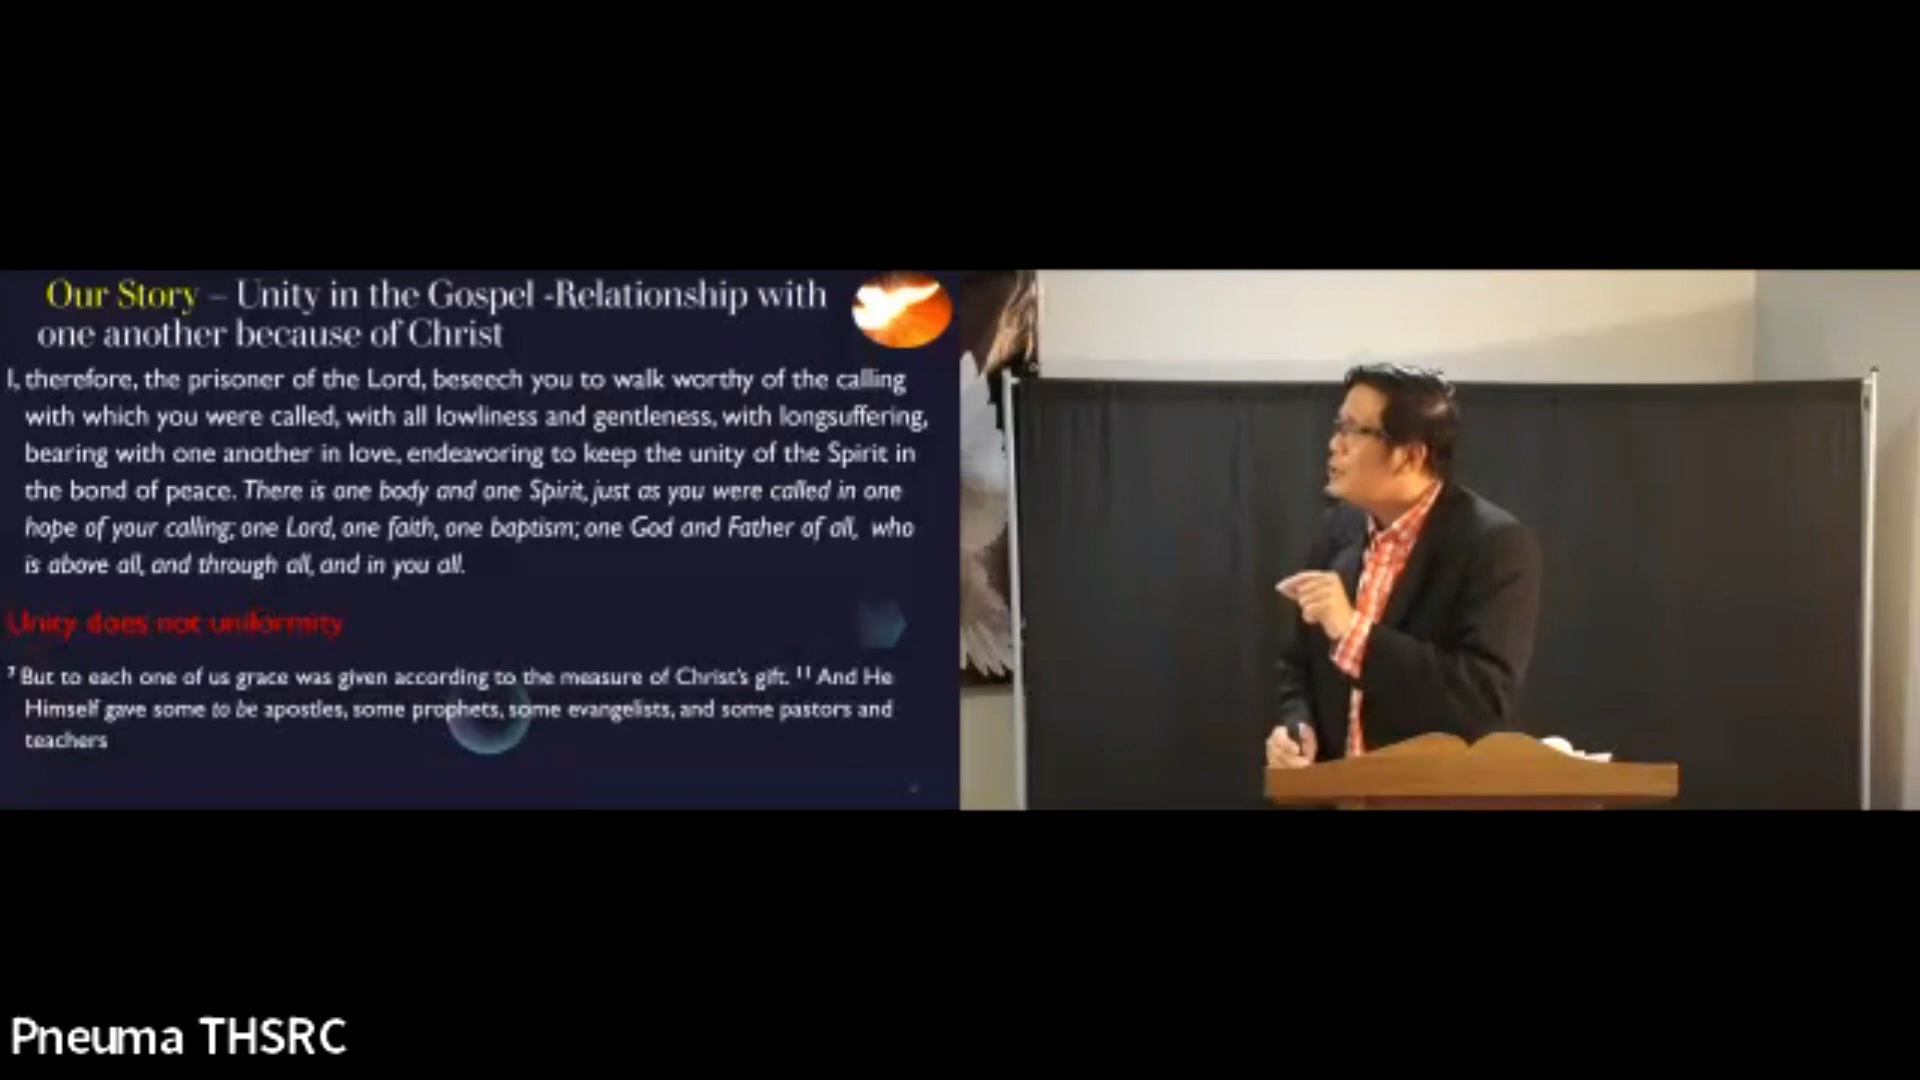 Our Story – Unity in the Gospel -Relationship with
one another because of Christ
I, therefore, the prisoner of the Lord, beseech you to walk worthy of the calling
with which you were called, with all lowliness and gentleness, with longsuffering,
bearing with one another in love, endeavoring to keep the unity of the Spirit in
the bond of peace. There is one body and one Spirit, just as you were called in one
hope of your calling; one Lord, one faith, one baptism; one God and Father of all, who
is above all, and through all, and in you all.
Unity does not uniformity
7 But to each one of us grace was given according to the measure of Christ's gift. 11 And He
Himself gave some to be apostles, some prophets, some evangelists, and some pastors and
teachers
Pneuma THSRC